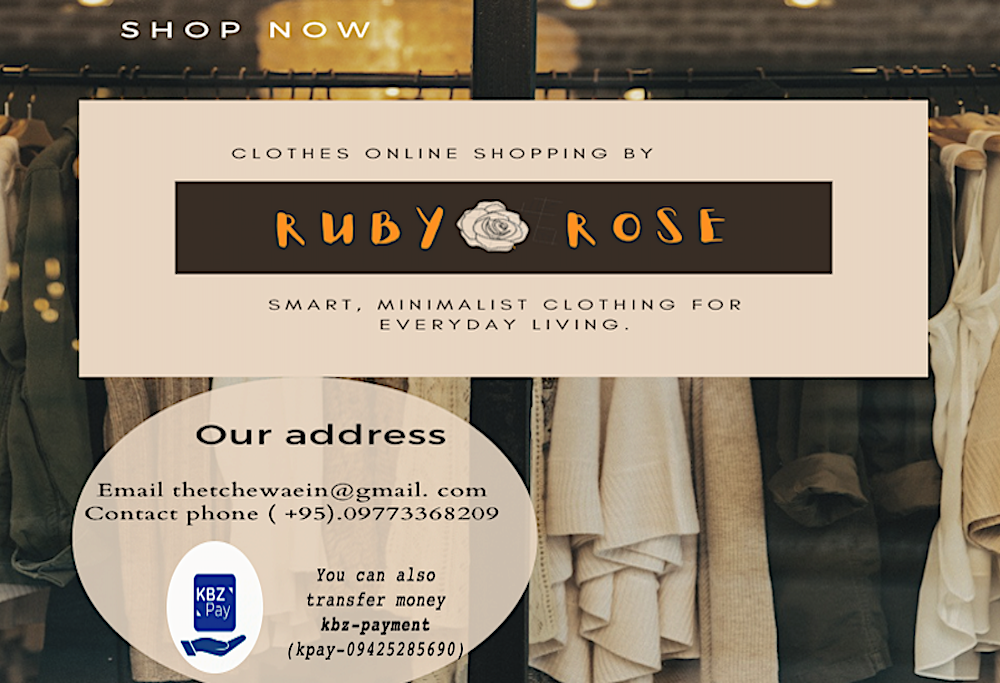 SHOP NOW
CLOTHES ONLINE SHOPPING BY
RUBY ROSE
SMART, MINIMALIST CLOTHING FOR
EVERYDAY LIVING.
Our address
Email thetchewaein@gmail. com
Contact phone ( +95).09773368209
KBZ
Pay
You can also
transfer money
kbz-payment
(kpay-09425285690)